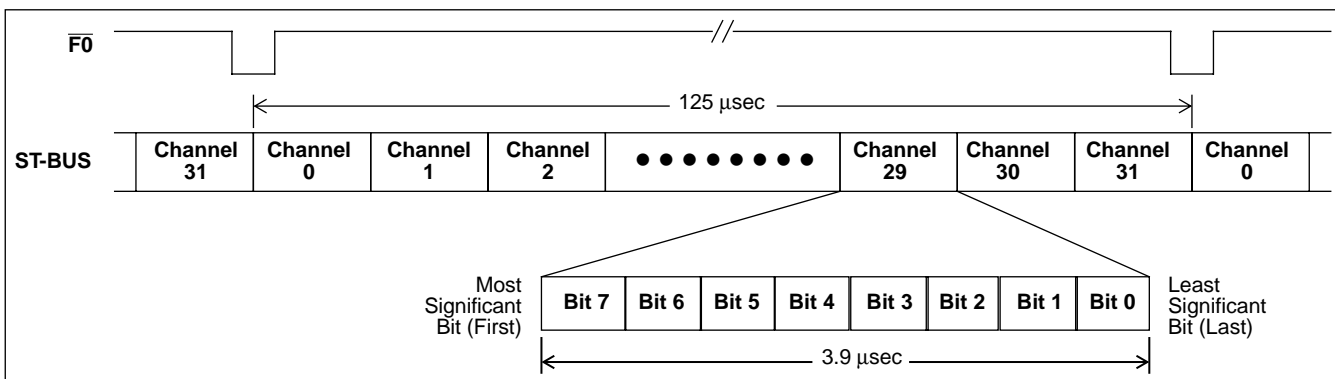 F0
125 µsec
ST-BUS
Channel 31
Channel 0
Channel 1
Channel 2
Channel 29
Channel 30
Channel 31
Channel 0
Most
Significant
Bit (First)
Bit 7 Bit 6 Bit 5 Bit 4 Bit 3 Bit 2 Bit 1 Bit 0
Least
Significant
Bit (Last)
3.9 µsec